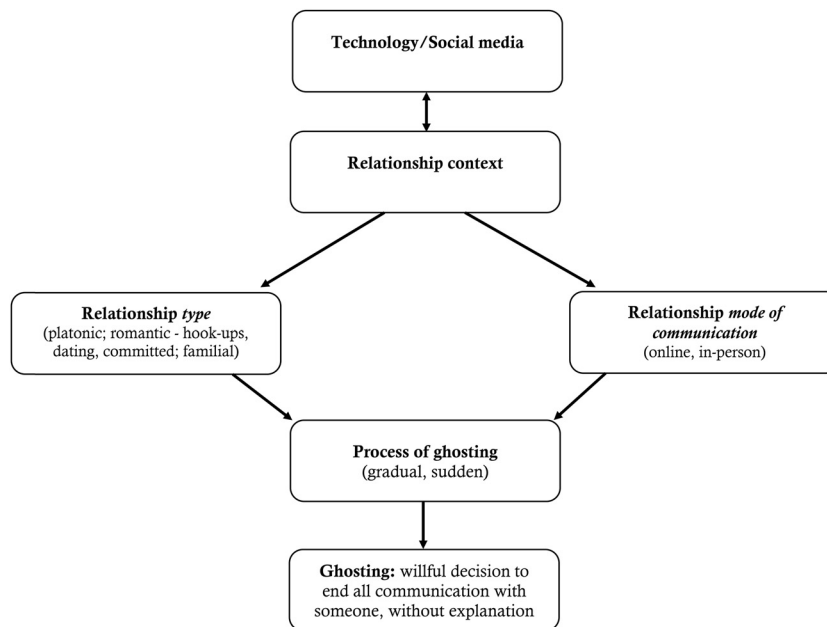 Technology/Social media
Relationship context
Relationship type
(platonic; romantic - hook-ups,
dating, committed; familial)
Relationship mode of
communication
(online, in-person)
Process of ghosting
(gradual, sudden)
Ghosting: willful decision to
end all communication with
someone, without explanation